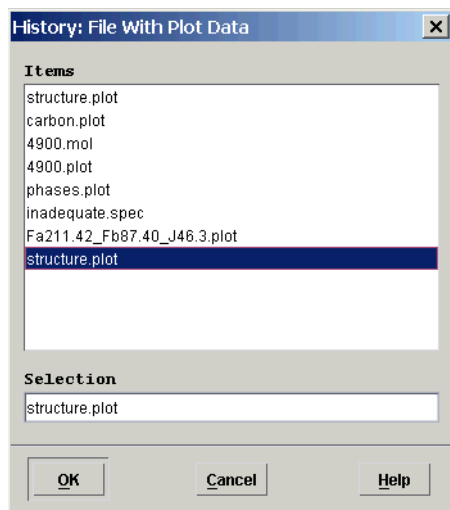 History: File With Plot Data
Items
structure.plot
carbon.plot
4900.mol
4900.plot
phases.plot
inadequate.spec
Fa211.42_Fb87.40_J46.3.plot
structure.plot
Selection
structure.plot
OK Cancel Help